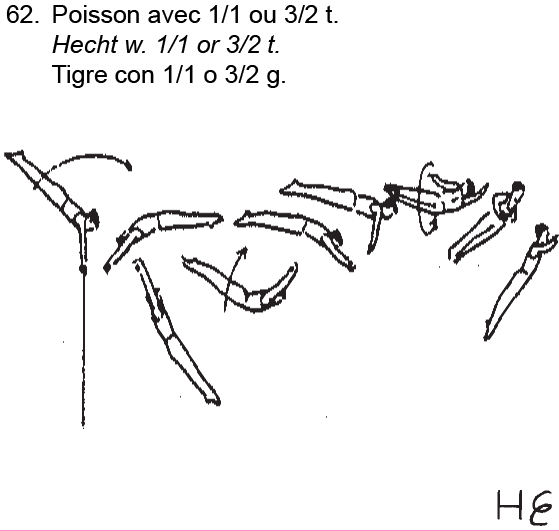 62. Poisson avec 1/1 ou 3/2 t.
Hecht w. 1/1 or 3/2 t.
Tigre con 1/1 o 3/2 g.
HE